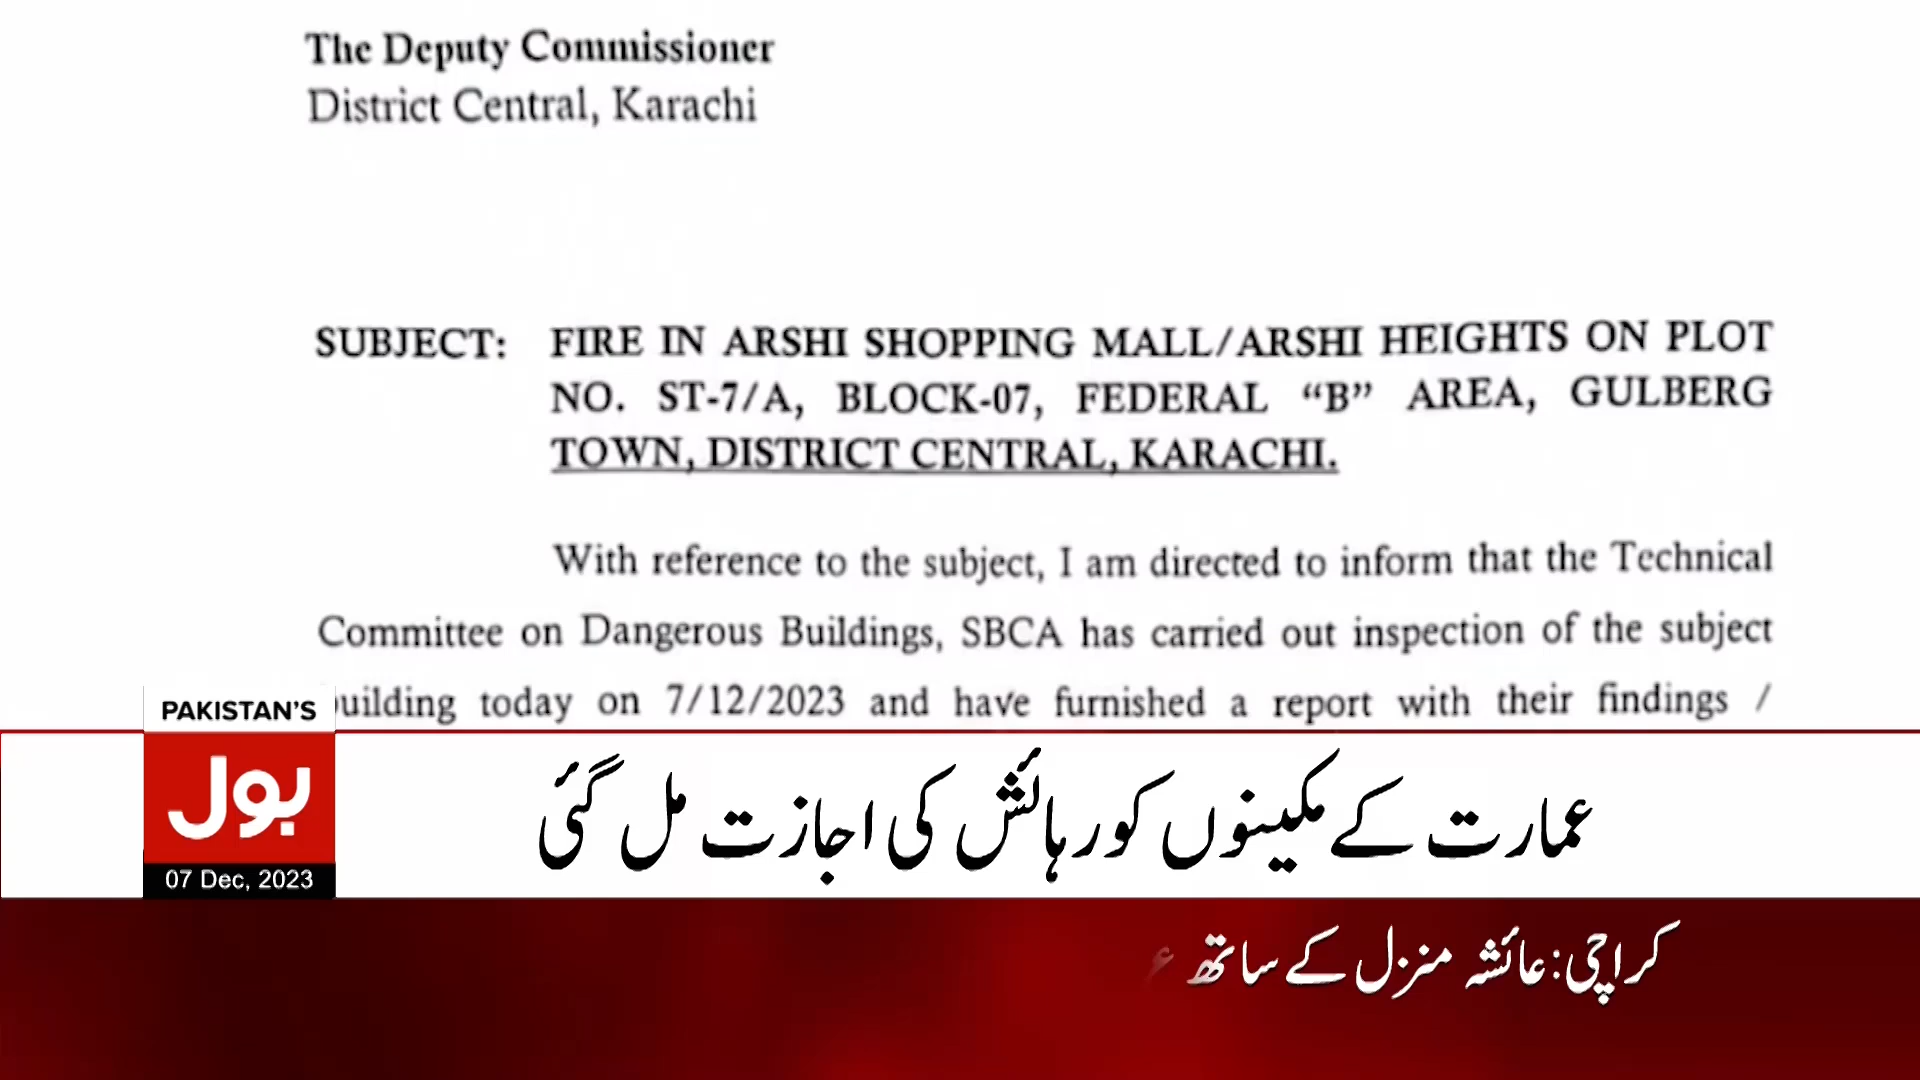 The Deputy Commissioner
District Central, Karachi
SUBJECT: FIRE IN ARSHI SHOPPING MALL/ARSHI HEIGHTS ON PLOT
NO. ST-7/A, BLOCK-07, FEDERAL “B” AREA, GULBERG
TOWN, DISTRICT CENTRAL, KARACHI.
With reference to the subject, I am directed to inform that the Technical
Committee on Dangerous Buildings, SBCA has carried out inspection of the subject
building today on 7/12/2023 and have furnished a report with their findings /
PAKISTAN'S
بول
07 Dec, 2023
عمارت کے مکینوں کو رہائش کی اجازت مل گئی
کراچی: عائشہ منزل کے ساتھ